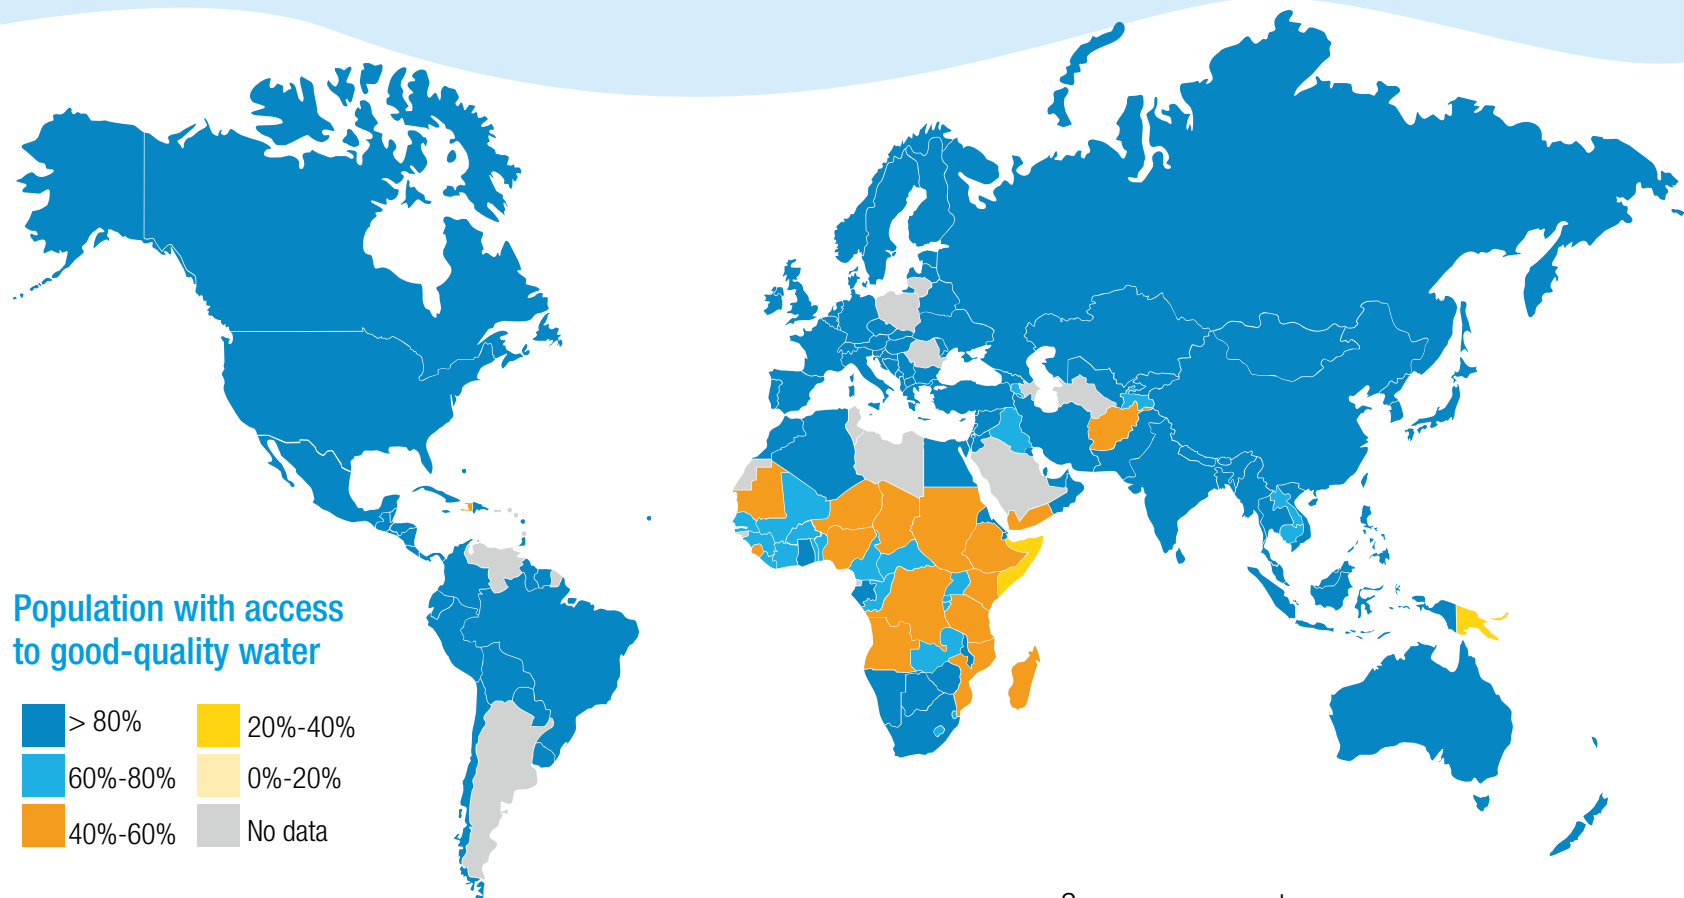 Population with access
to good-quality water
> 80%
60%-80%
40%-60%
20%-40%
0%-20%
No data